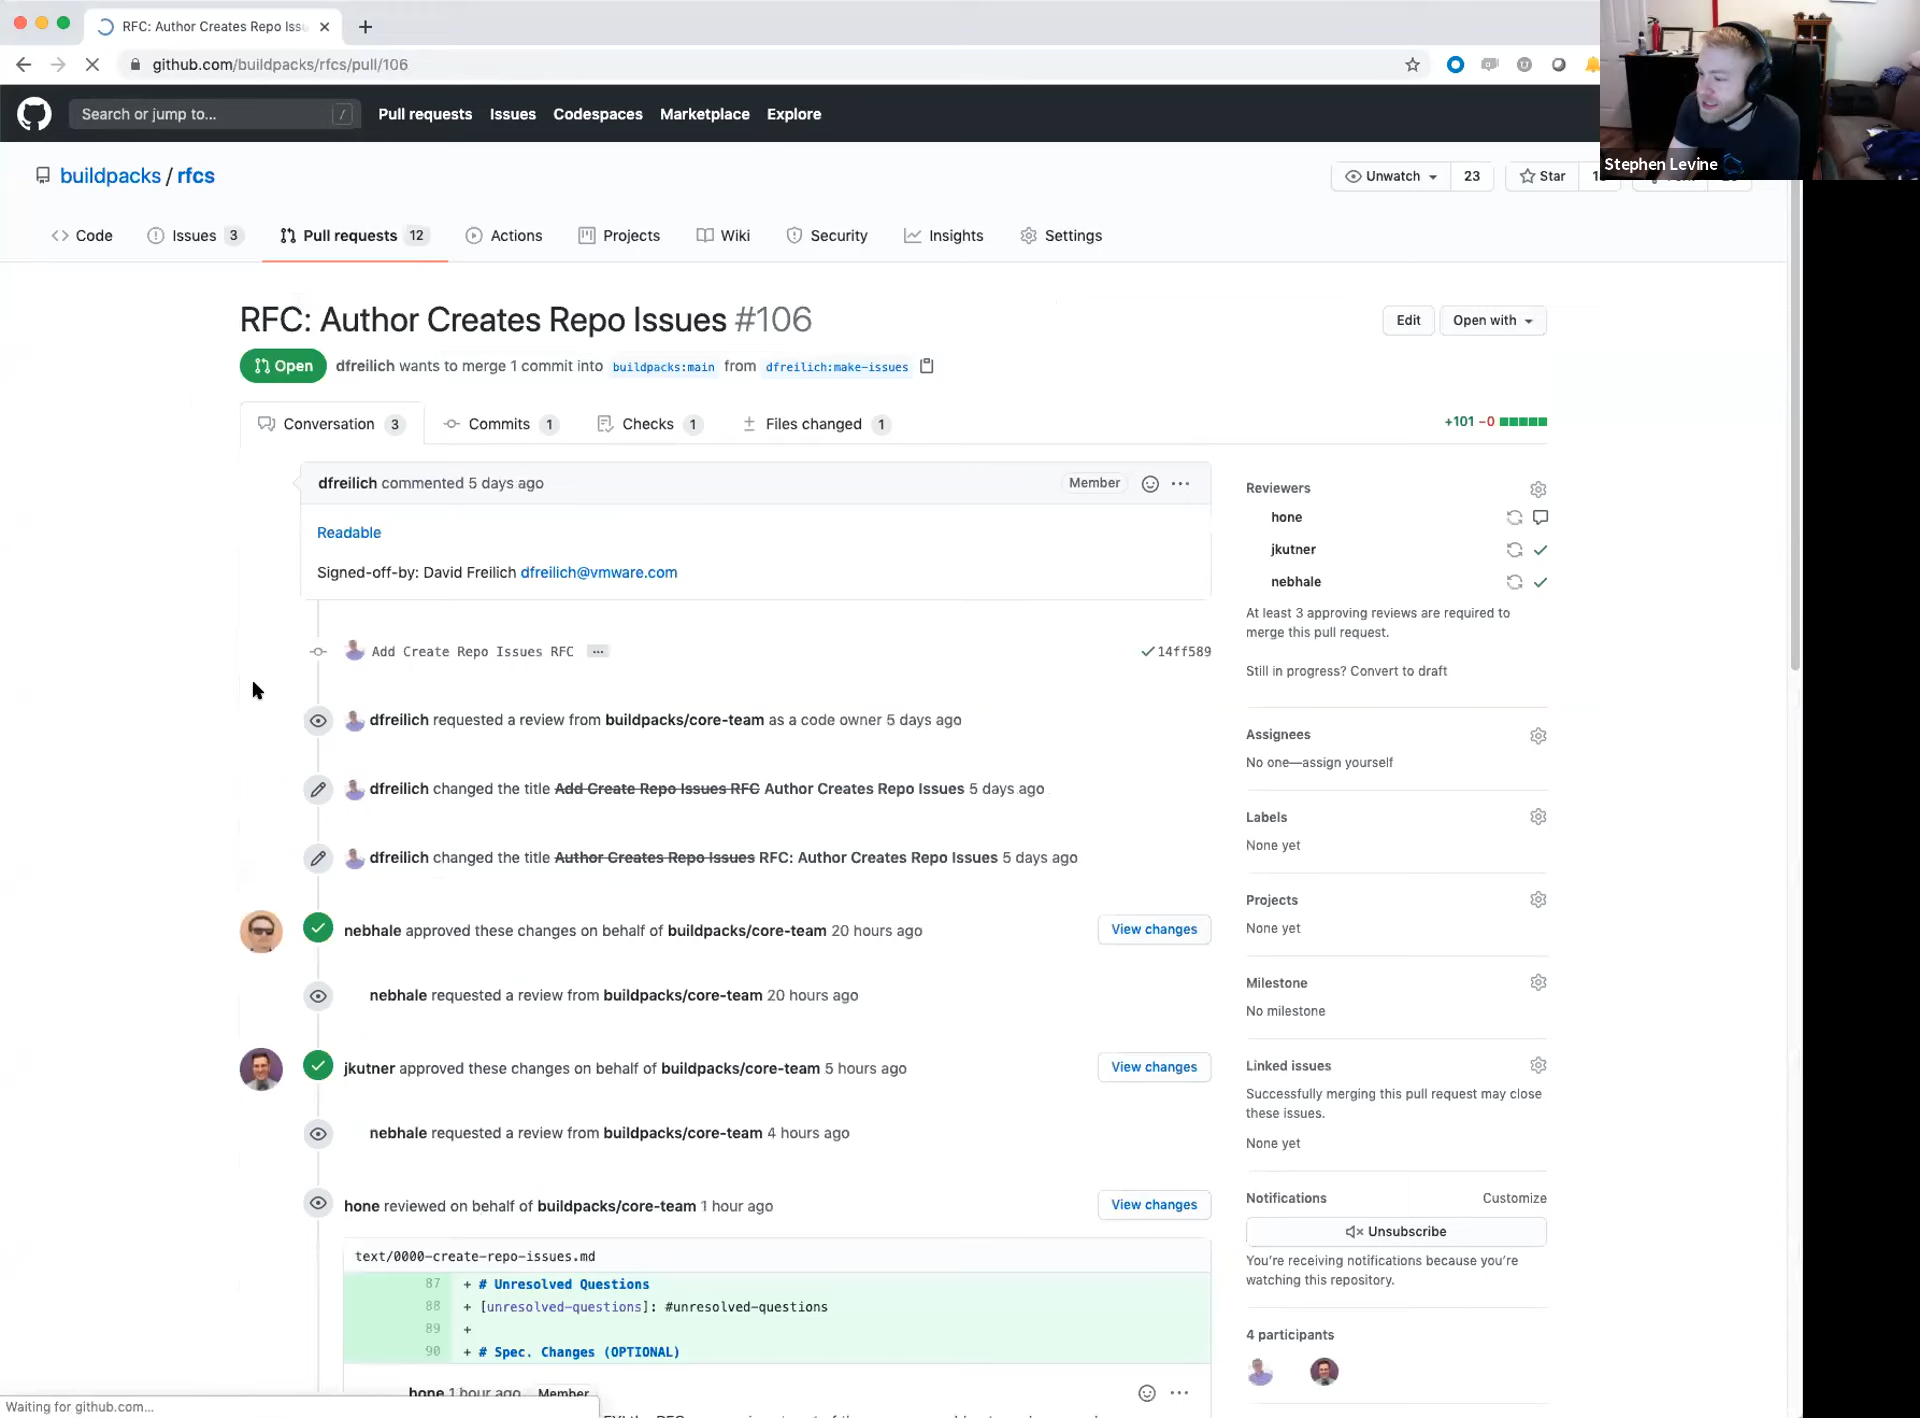 RFC: Author Creates Repo Iss
github.com/buildpacks/rfcs/pull/106
Search or jump to...
/
Pull requests
Issues
Codespaces
Marketplace
Explore
Stephen Levine
buildpacks / rfcs
Unwatch
23
Star
Code
Issues 3
Pull requests 12
Actions
Projects
Wiki
Security
Insights
Settings
RFC: Author Creates Repo Issues #106
Edit
Open with
Open
dfreilich wants to merge 1 commit into buildpacks:main from dfreilich:make-issues
Conversation 3
Commits 1
Checks 1
Files changed 1
+101 −0
dfreilich commented 5 days ago
Member
Readable
Signed-off-by: David Freilich dfreilich@vmware.com
Add Create Repo Issues RFC ...
14ff589
dfreilich requested a review from buildpacks/core-team as a code owner 5 days ago
dfreilich changed the title Add Create Repo Issues RFC Author Creates Repo Issues 5 days ago
dfreilich changed the title Author Creates Repo Issues RFC: Author Creates Repo Issues 5 days ago
nebhale approved these changes on behalf of buildpacks/core-team 20 hours ago
View changes
nebhale requested a review from buildpacks/core-team 20 hours ago
jkutner approved these changes on behalf of buildpacks/core-team 5 hours ago
View changes
nebhale requested a review from buildpacks/core-team 4 hours ago
hone reviewed on behalf of buildpacks/core-team 1 hour ago
View changes
text/0000-create-repo-issues.md
87 + # Unresolved Questions
88 + [unresolved-questions]: #unresolved-questions
89 +
90 + # Spec. Changes (OPTIONAL)
hone 1 hour ago Member
Reviewers
hone
jkutner
nebhale
At least 3 approving reviews are required to
merge this pull request.
Still in progress? Convert to draft
Assignees
No one—assign yourself
Labels
None yet
Projects
None yet
Milestone
No milestone
Linked issues
Successfully merging this pull request may close
these issues.
None yet
Notifications
Customize
Unsubscribe
You're receiving notifications because you're
watching this repository.
4 participants
Waiting for github.com...